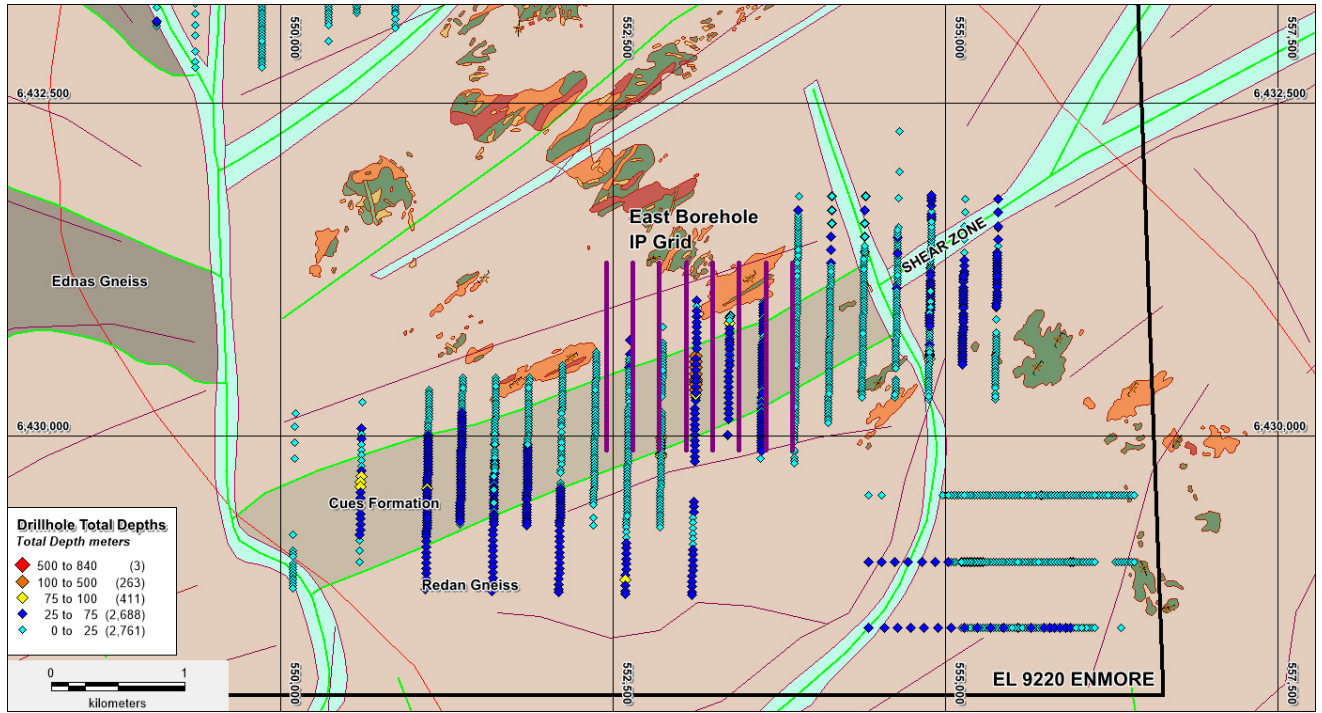 550,000
552,500
555,000
557,500
6,432,500
6,432,500
East Borehole
IP Grid
SHEAR ZONE
Ednas Gneiss
6,430,000
6,430,000
Cues Formation
Redan Gneiss
Drillhole Total Depths
Total Depth meters
500 to 840 (3)
100 to 500 (263)
75 to 100 (411)
25 to 75 (2,688)
0 to 25 (2,761)
0 1
kilometers
EL 9220 ENMORE
550,000
552,500
555,000
557,500